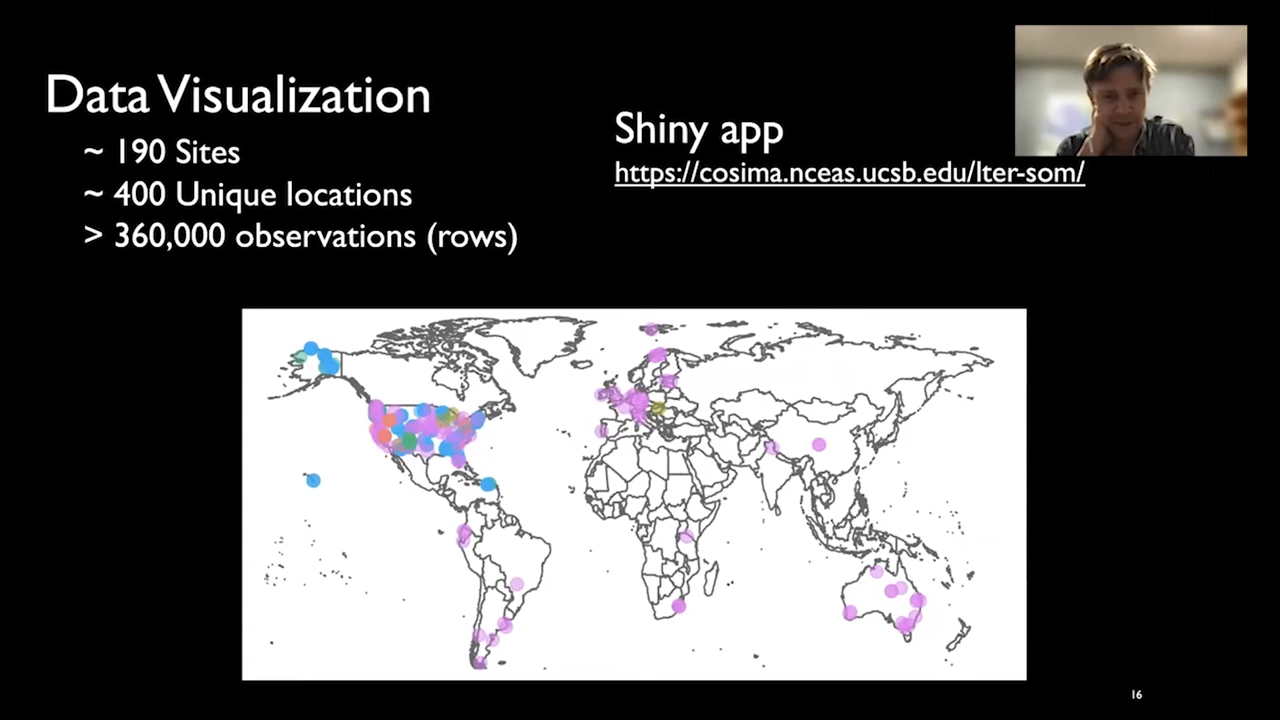 Data Visualization
~ 190 Sites
~ 400 Unique locations
> 360,000 observations (rows)
Shiny app
https://cosima.nceas.ucsb.edu/lter-som/
16